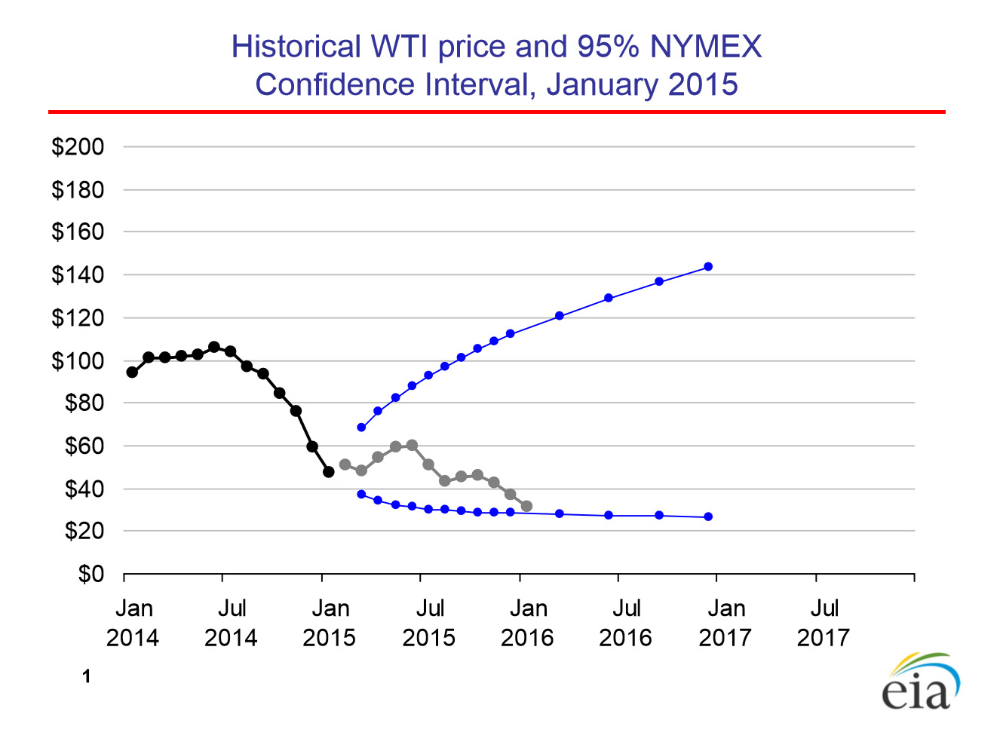 Historical WTI price and 95% NYMEX
Confidence Interval, January 2015
$200
$180
$160
$140
$120
$100
$80
$60
$40
$20
$0
Jan Jul Jan Jul Jan Jul Jan Jul
2014 2014 2015 2015 2016 2016 2017 2017
1
eia